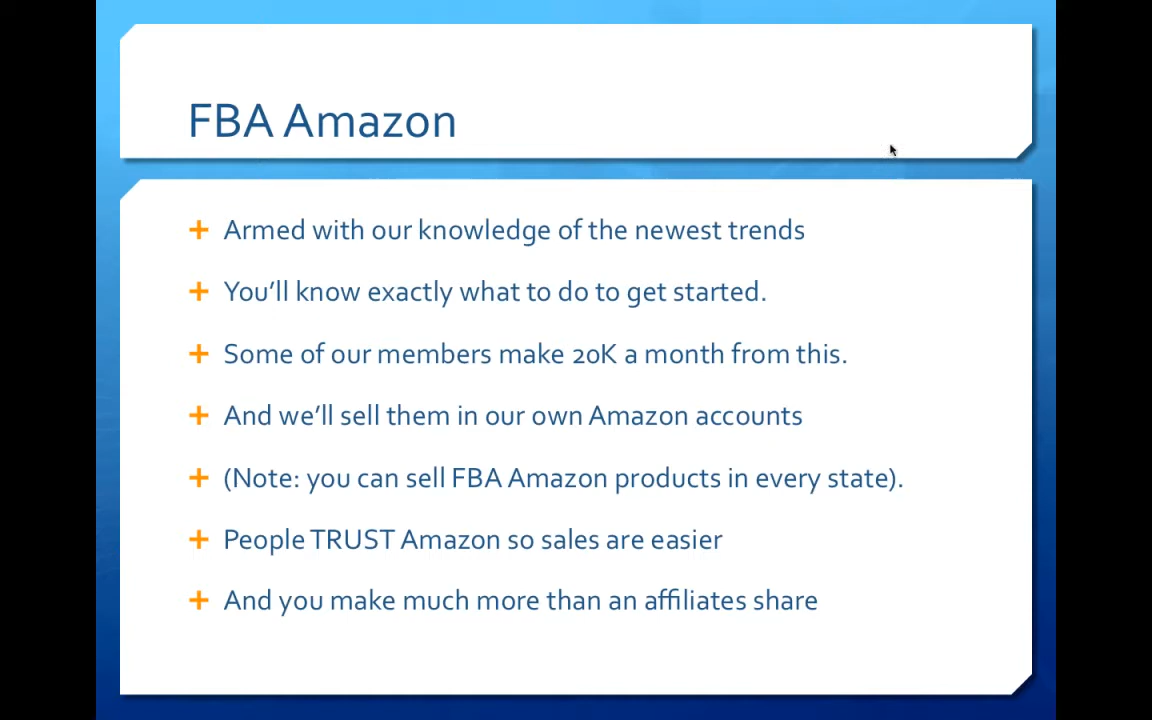 FBA Amazon
Armed with our knowledge of the newest trends
You'll know exactly what to do to get started.
Some of our members make 20K a month from this.
And we'll sell them in our own Amazon accounts
(Note: you can sell FBA Amazon products in every state).
People TRUST Amazon so sales are easier
And you make much more than an affiliates share